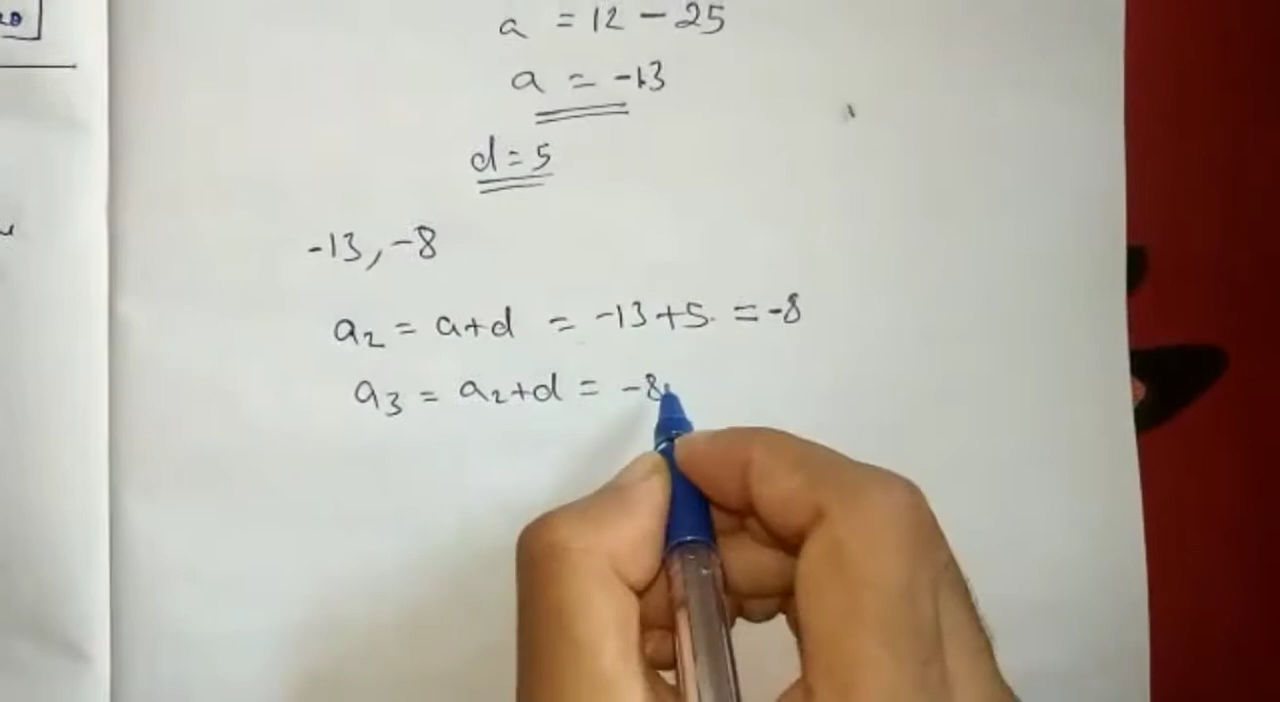 a = 12 - 25
a = -13
d = 5
-13, -8
a2 = a+d = -13+5 = -8
a3 = a2+d = -8